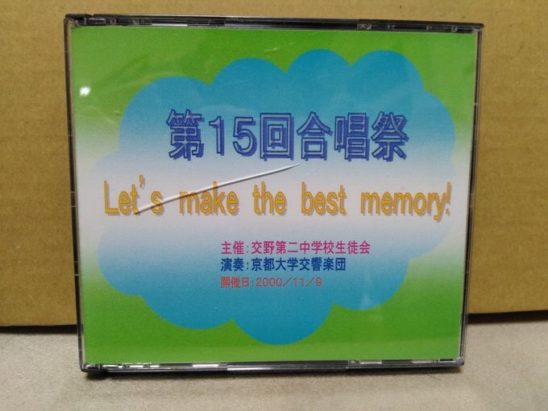 第15回合唱祭
Let's make the best memory!
主催:交野第二中学校生徒会
演奏:京都大学交響楽団
開催日:2000/11/9